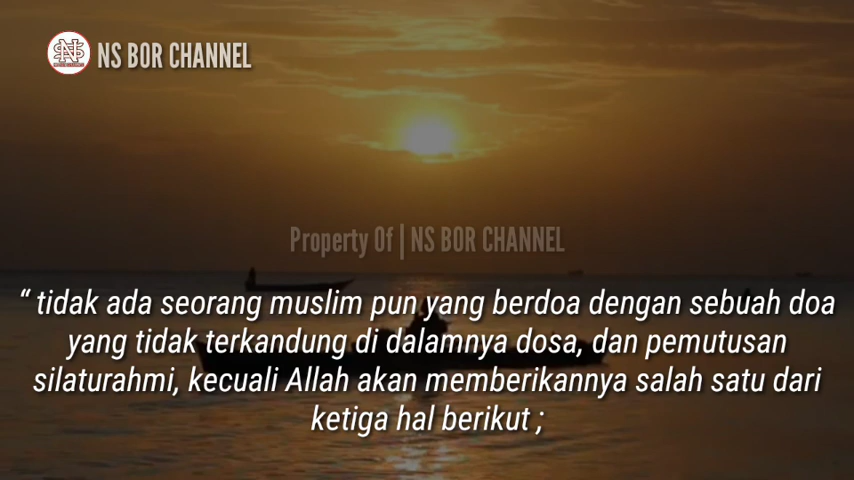 NS BOR CHANNEL
Property Of | NS BOR CHANNEL
“ tidak ada seorang muslim pun yang berdoa dengan sebuah doa
yang tidak terkandung di dalamnya dosa, dan pemutusan
silaturahmi, kecuali Allah akan memberikannya salah satu dari
ketiga hal berikut ;